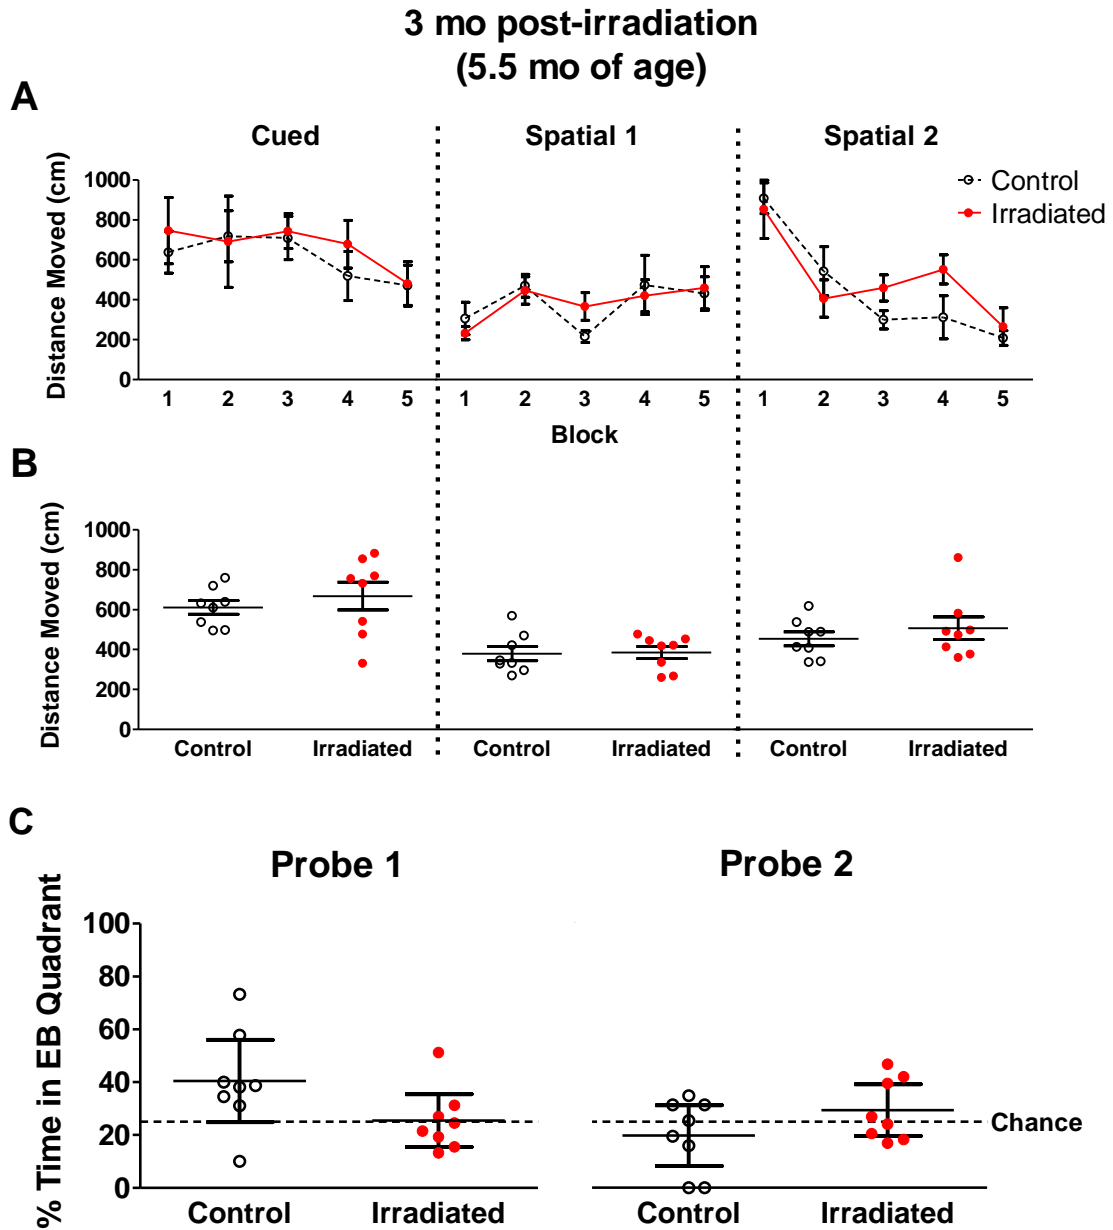 3 mo post-irradiation
(5.5 mo of age)
A
Cued Spatial 1 Spatial 2
Control
Irradiated
Distance Moved (cm)
1000
800
600
400
200
0
1 2 3 4 5 1 2 3 4 5 1 2 3 4 5
Block
B
Distance Moved (cm)
1000
800
600
400
200
0
Control Irradiated Control Irradiated Control Irradiated
C
Probe 1 Probe 2
% Time in EB Quadrant
100
80
60
40
20
0
Chance
Control Irradiated Control Irradiated